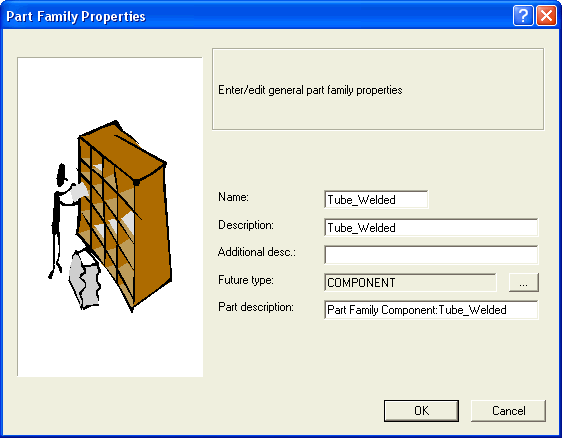 Part Family Properties
Enter/edit general part family properties
Name: Tube_Welded
Description: Tube_Welded
Additional desc.:
Future type: COMPONENT ...
Part description: Part Family Component:Tube_Welded
OK Cancel